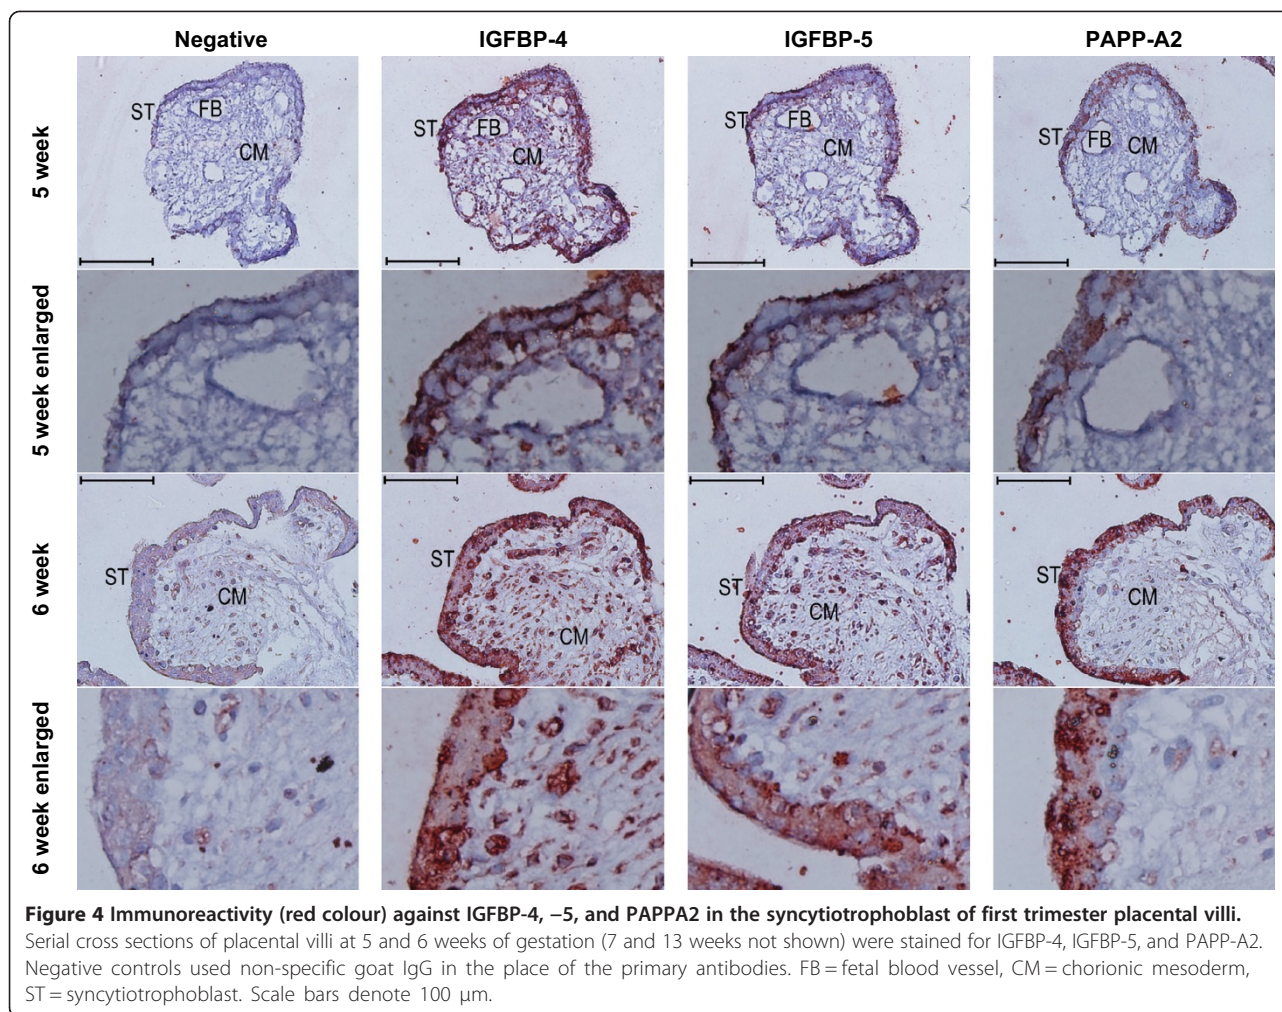 Negative IGFBP-4 IGFBP-5 PAPP-A2
5 week
ST FB CM
ST FB CM
ST FB CM
ST FB CM
5 week enlarged
6 week
ST CM
ST CM
ST CM
ST CM
6 week enlarged
Figure 4 Immunoreactivity (red colour) against IGFBP-4, −5, and PAPPA2 in the syncytiotrophoblast of first trimester placental villi.
Serial cross sections of placental villi at 5 and 6 weeks of gestation (7 and 13 weeks not shown) were stained for IGFBP-4, IGFBP-5, and PAPP-A2.
Negative controls used non-specific goat IgG in the place of the primary antibodies. FB = fetal blood vessel, CM = chorionic mesoderm,
ST = syncytiotrophoblast. Scale bars denote 100 μm.